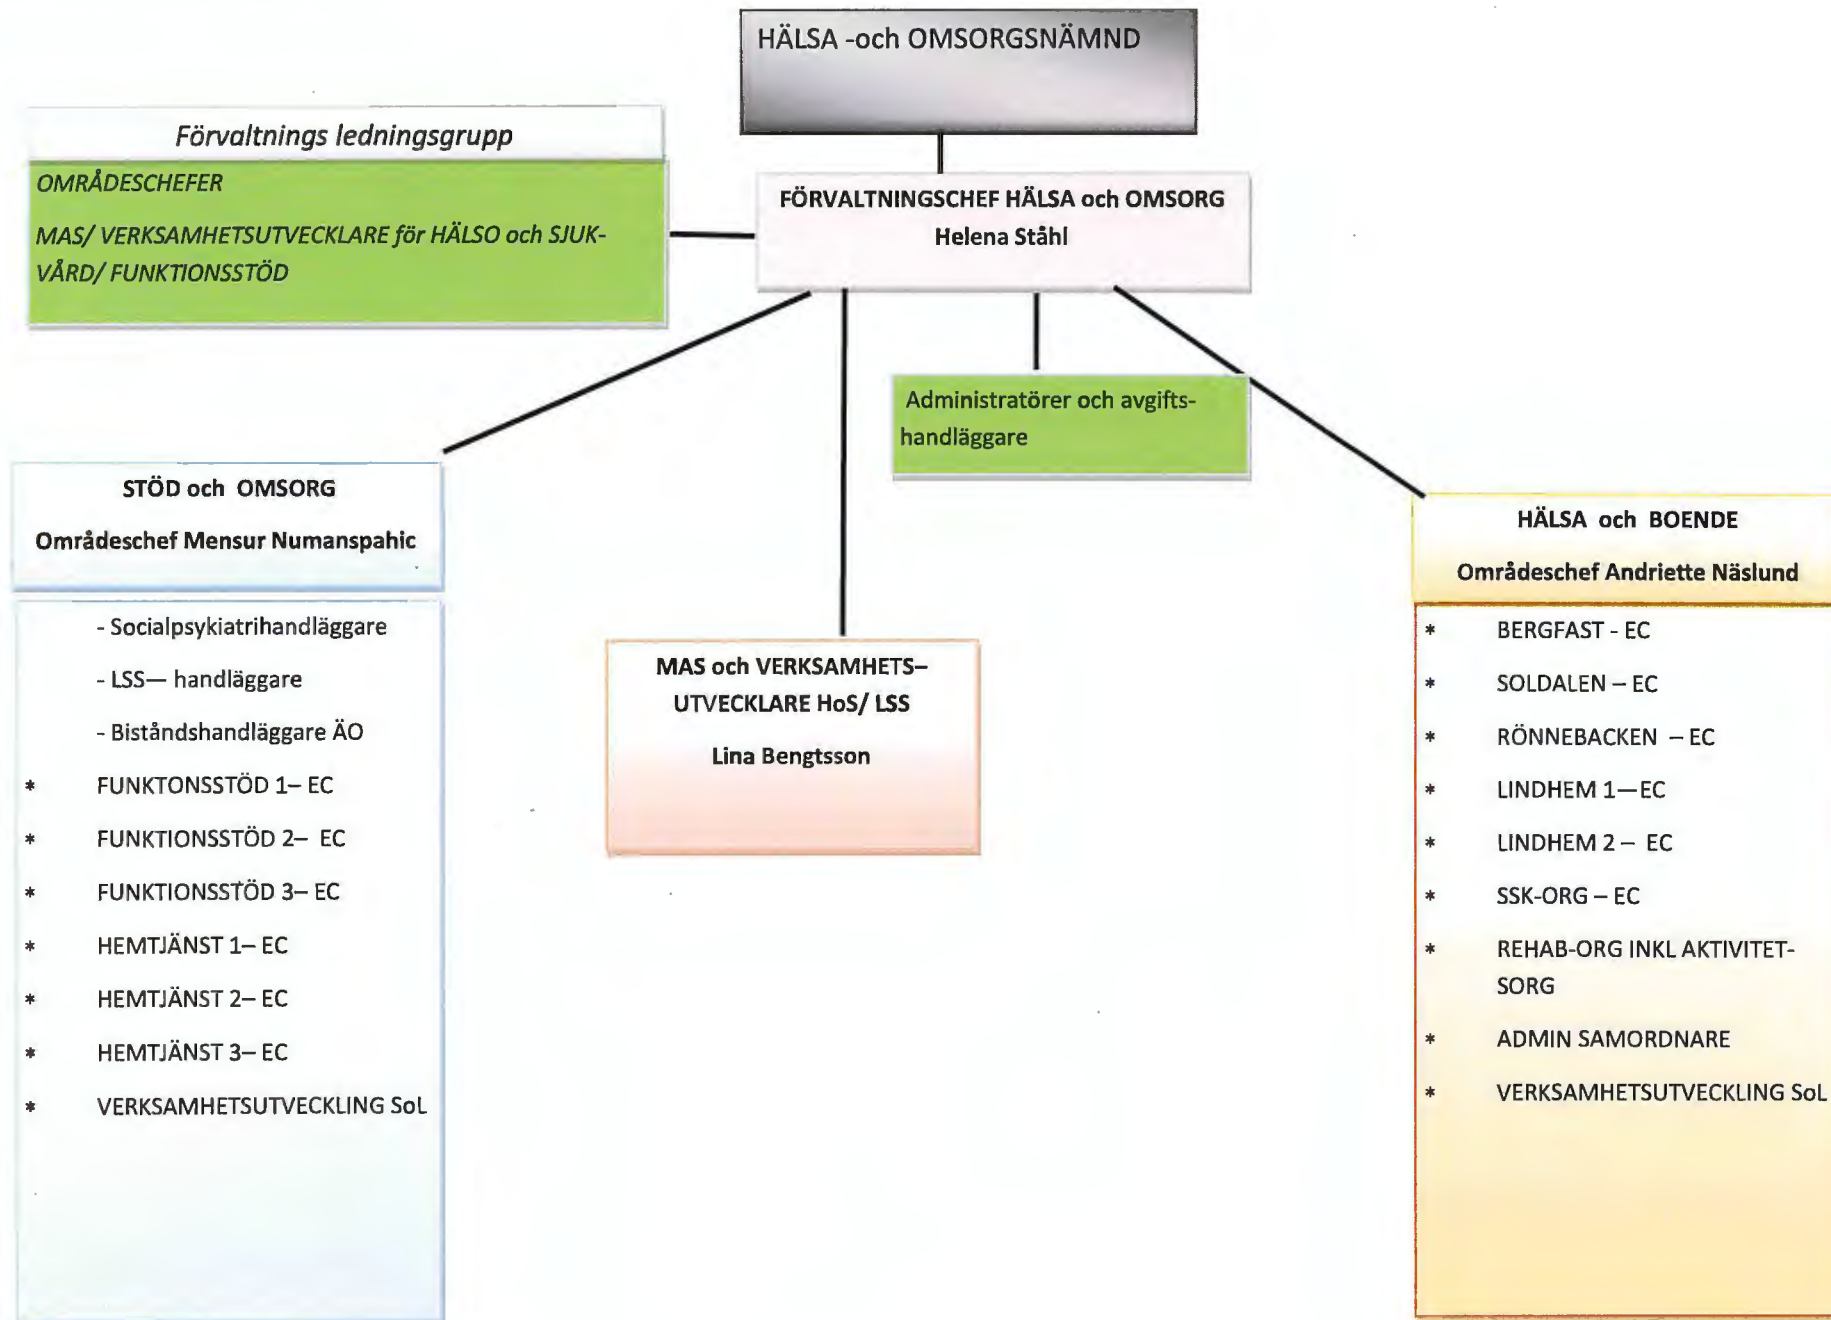 HÄLSA -och OMSORGSNÄMND
Förvaltnings ledningsgrupp
OMRÅDESCHEFER
MAS/ VERKSAMHETSUTVECKLARE för HÄLSO och SJUK-
VÅRD/ FUNKTIONSSTÖD
FÖRVALTNINGSCHEF HÄLSA och OMSORG
Helena Ståhl
Administratörer och avgifts-
handläggare
STÖD och OMSORG
Områdeschef Mensur Numanspahic
- Socialpsykiatrihandläggare
- LSS— handläggare
- Biståndshandläggare ÄO
* FUNKTONSSTÖD 1– EC
* FUNKTIONSSTÖD 2– EC
* FUNKTIONSSTÖD 3– EC
* HEMTJÄNST 1– EC
* HEMTJÄNST 2– EC
* HEMTJÄNST 3– EC
* VERKSAMHETSUTVECKLING SoL
MAS och VERKSAMHETS–
UTVECKLARE HoS/ LSS
Lina Bengtsson
HÄLSA och BOENDE
Områdeschef Andriette Näslund
* BERGFAST - EC
* SOLDALEN – EC
* RÖNNEBACKEN – EC
* LINDHEM 1—EC
* LINDHEM 2 – EC
* SSK-ORG – EC
* REHAB-ORG INKL AKTIVITET-
SORG
* ADMIN SAMORDNARE
* VERKSAMHETSUTVECKLING SoL